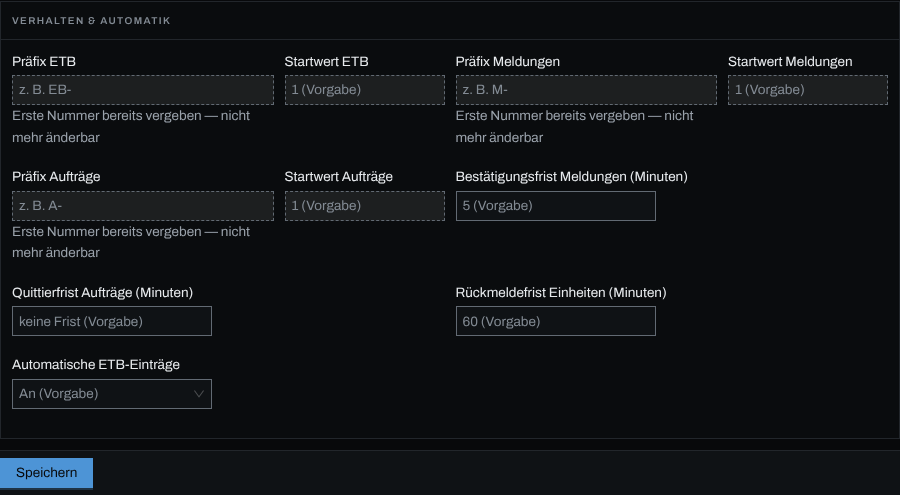 VERHALTEN & AUTOMATIK
Präfix ETB
Startwert ETB
Präfix Meldungen
Startwert Meldungen
z. B. EB-
1 (Vorgabe)
z. B. M-
1 (Vorgabe)
Erste Nummer bereits vergeben — nicht
mehr änderbar
Erste Nummer bereits vergeben — nicht
mehr änderbar
Präfix Aufträge
Startwert Aufträge
Bestätigungsfrist Meldungen (Minuten)
z. B. A-
1 (Vorgabe)
5 (Vorgabe)
Erste Nummer bereits vergeben — nicht
mehr änderbar
Quittierfrist Aufträge (Minuten)
Rückmeldefrist Einheiten (Minuten)
keine Frist (Vorgabe)
60 (Vorgabe)
Automatische ETB-Einträge
An (Vorgabe)
Speichern